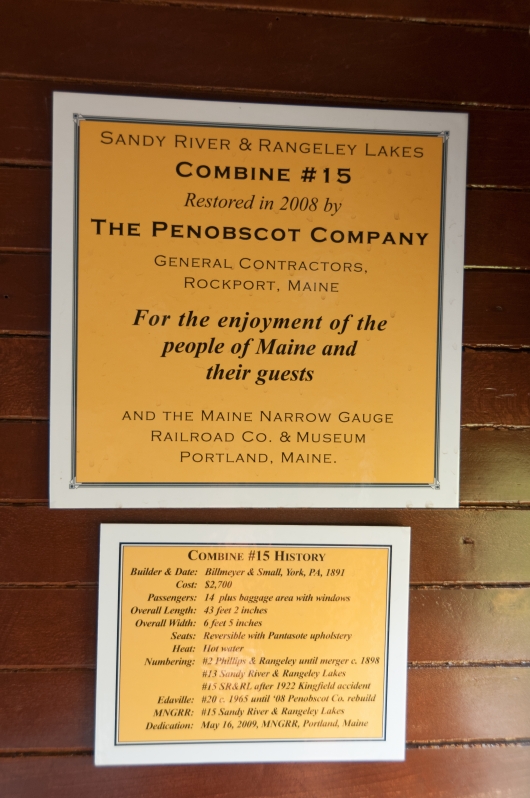 SANDY RIVER & RANGELEY LAKES
COMBINE #15
Restored in 2008 by
THE PENOBSCOT COMPANY
GENERAL CONTRACTORS,
ROCKPORT, MAINE
For the enjoyment of the
people of Maine and
their guests
AND THE MAINE NARROW GAUGE
RAILROAD CO. & MUSEUM
PORTLAND, MAINE.
COMBINE #15 HISTORY
Builder & Date: Billmeyer & Small, York, PA, 1891
Cost: $2,700
Passengers: 14 plus baggage area with windows
Overall Length: 43 feet 2 inches
Overall Width: 6 feet 5 inches
Seats: Reversible with Pantasote upholstery
Heat: Hot water
Numbering: #2 Phillips & Rangeley until merger c. 1898
#13 Sandy River & Rangeley Lakes
#15 SR&RL after 1922 Kingfield accident
Edaville: #20 c. 1965 until '08 Penobscot Co. rebuild
MNGRR: #15 Sandy River & Rangeley Lakes
Dedication: May 16, 2009, MNGRR, Portland, Maine